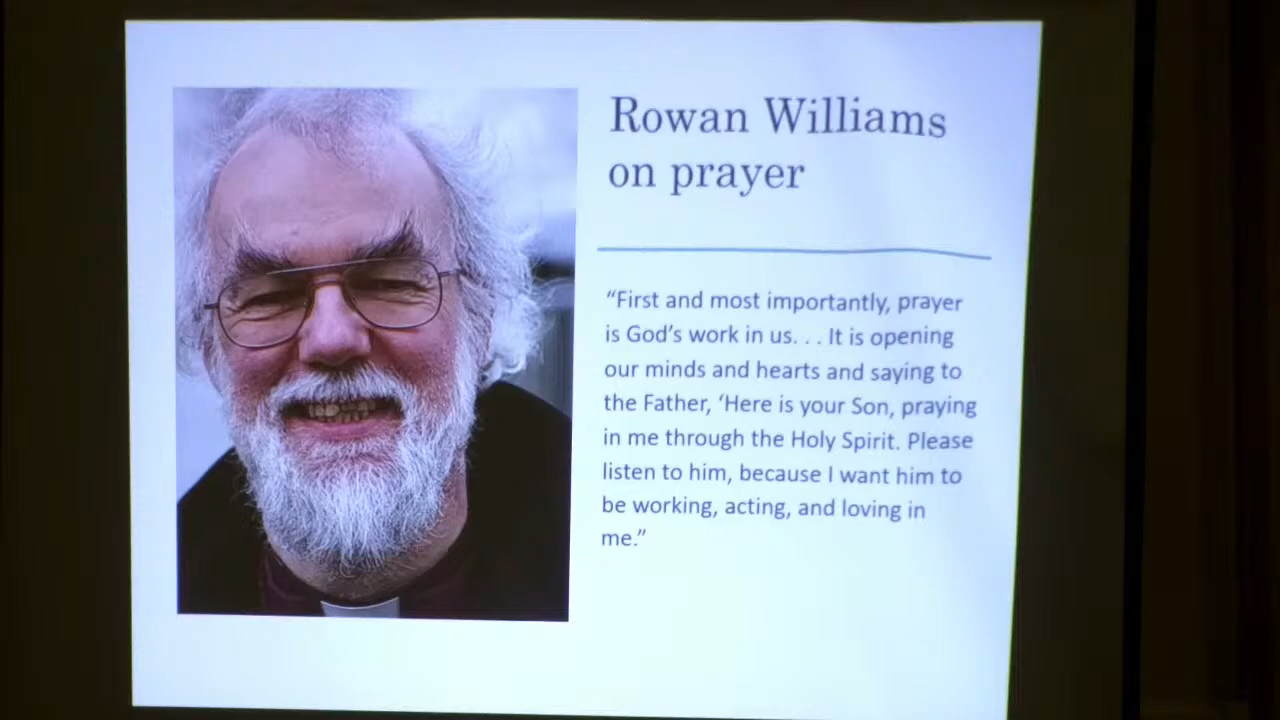 Rowan Williams
on prayer
“First and most importantly, prayer
is God’s work in us. . . It is opening
our minds and hearts and saying to
the Father, ‘Here is your Son, praying
in me through the Holy Spirit. Please
listen to him, because I want him to
be working, acting, and loving in
me.”